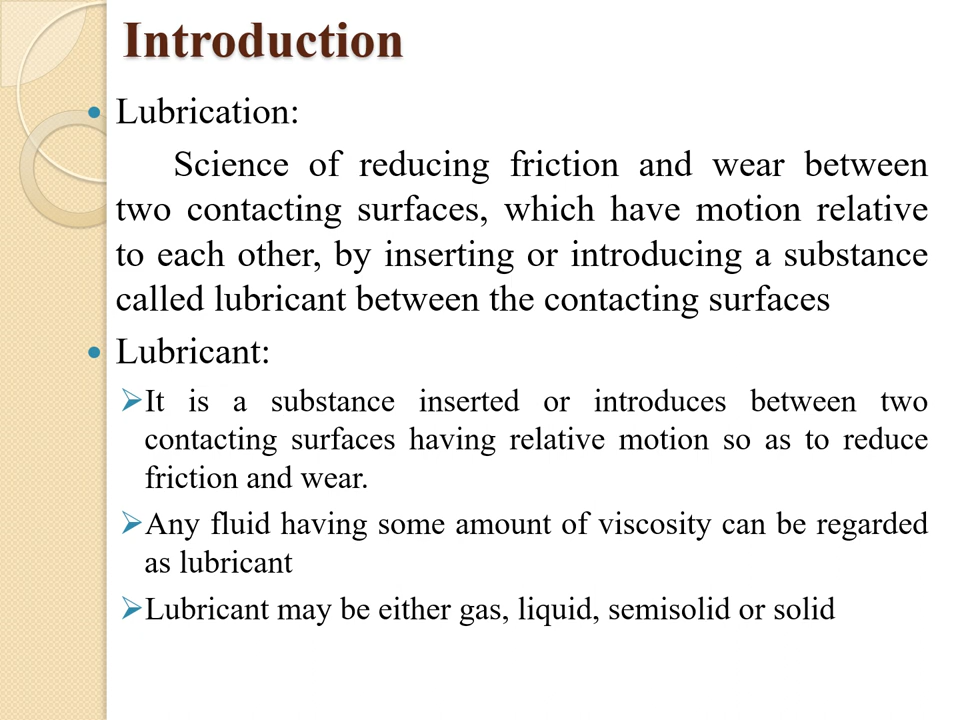 Introduction
• Lubrication:
Science of reducing friction and wear between
two contacting surfaces, which have motion relative
to each other, by inserting or introducing a substance
called lubricant between the contacting surfaces
• Lubricant:
➢It is a substance inserted or introduces between two
contacting surfaces having relative motion so as to reduce
friction and wear.
➢Any fluid having some amount of viscosity can be regarded
as lubricant
➢Lubricant may be either gas, liquid, semisolid or solid